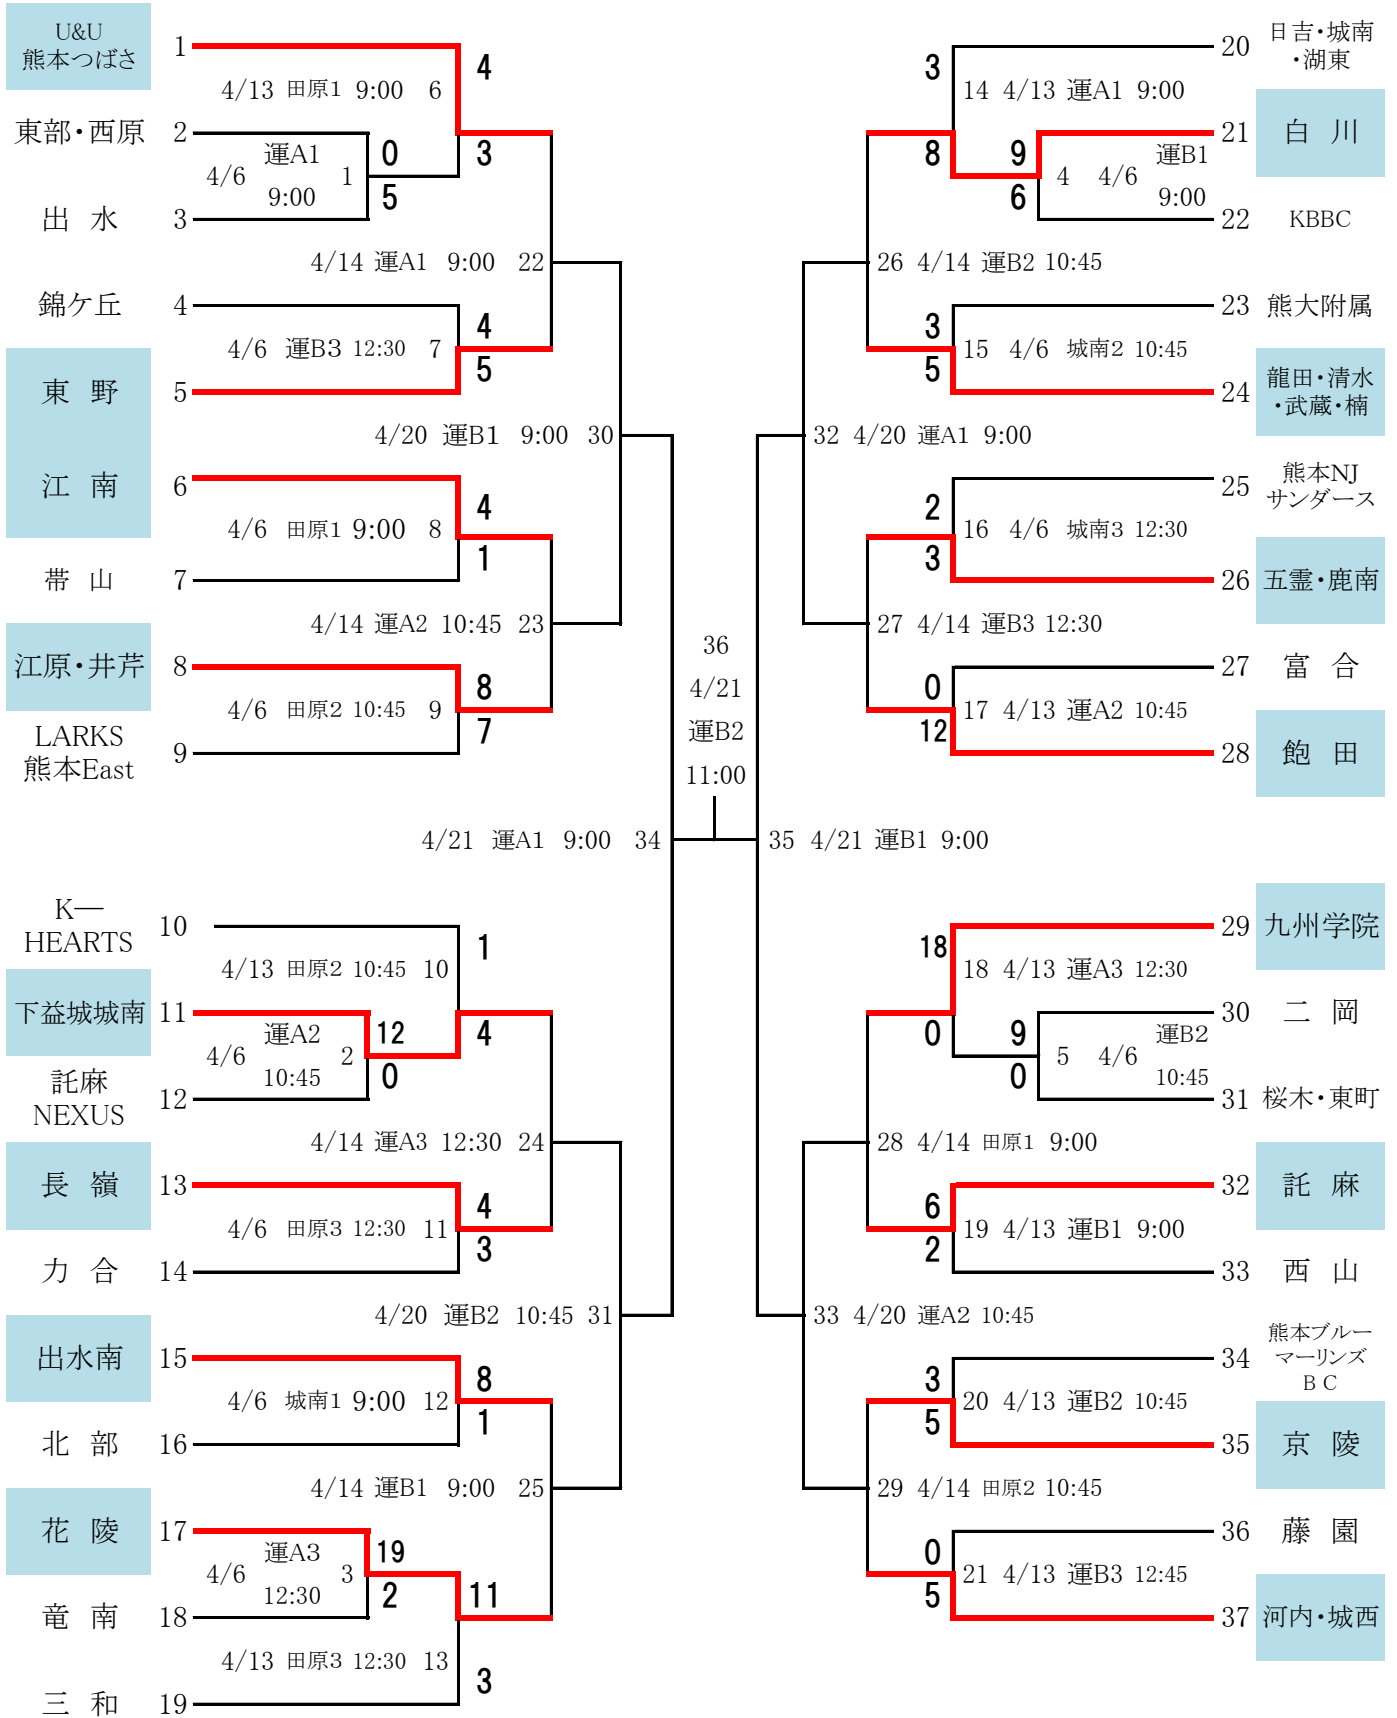 U&U
熊本つばさ
1
4
4/13 田原1 9:00 6
東部・西原 2
3
運A1
0
4/6 1
9:00
5
出 水 3
4/14 運A1 9:00 22
錦ケ丘 4
4
4/6 運B3 12:30 7
5
東 野 5
4/20 運B1 9:00 30
江 南 6
4
4/6 田原1 9:00 8
1
帯 山 7
4/14 運A2 10:45 23
江原・井芹 8
8
4/6 田原2 10:45 9
7
LARKS
熊本East
9
4/21 運A1 9:00 34
K―
HEARTS
10
1
4/13 田原2 10:45 10
下益城城南 11
4
運A2
12
4/6 2
10:45
0
託麻
NEXUS
12
4/14 運A3 12:30 24
長 嶺 13
4
4/6 田原3 12:30 11
3
力 合 14
4/20 運B2 10:45 31
出水南 15
8
4/6 城南1 9:00 12
1
北 部 16
4/14 運B1 9:00 25
花 陵 17
運A3
19
4/6 3
12:30
2
11
竜 南 18
4/13 田原3 12:30 13
3
三 和 19
36
4/21
運B2
11:00
20 日吉・城南
・湖東
3
14 4/13 運A1 9:00
8
21 白 川
9
運B1
4 4/6
9:00
6
22 KBBC
26 4/14 運B2 10:45
23 熊大附属
3
15 4/6 城南2 10:45
5
24 龍田・清水
・武蔵・楠
32 4/20 運A1 9:00
25 熊本NJ
サンダース
2
16 4/6 城南3 12:30
3
26 五霊・鹿南
27 4/14 運B3 12:30
27 富 合
0
17 4/13 運A2 10:45
12
28 飽 田
35 4/21 運B1 9:00
29 九州学院
18
18 4/13 運A3 12:30
0
30 二 岡
9
運B2
5 4/6
10:45
0
31 桜木・東町
28 4/14 田原1 9:00
32 託 麻
6
19 4/13 運B1 9:00
2
33 西 山
33 4/20 運A2 10:45
34 熊本ブルー
マーリンズ
B C
3
20 4/13 運B2 10:45
5
35 京 陵
29 4/14 田原2 10:45
36 藤 園
0
21 4/13 運B3 12:45
5
37 河内・城西